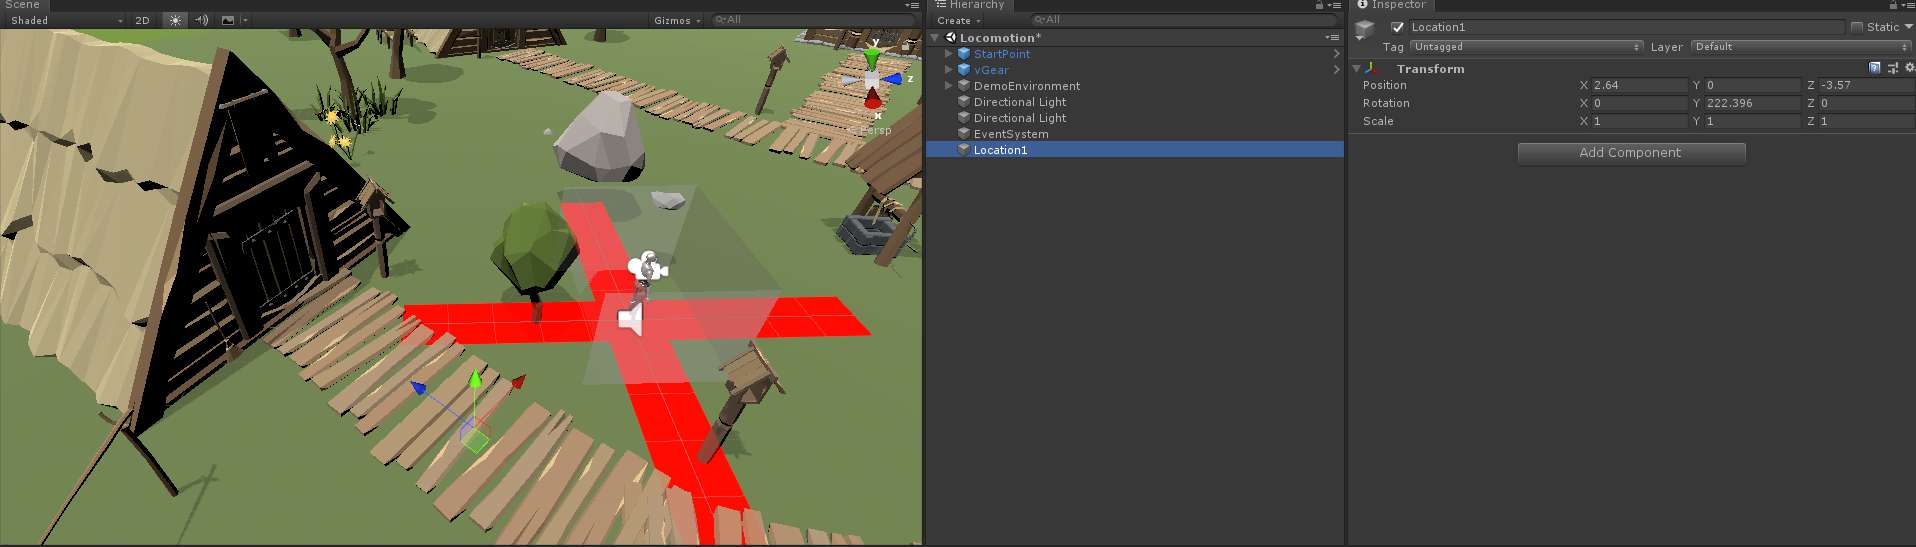 Scene
Shaded 2D Gizmos All
y
z
x
Persp
Hierarchy
Create All
Locomotion*
StartPoint
vGear
DemoEnvironment
Directional Light
Directional Light
EventSystem
Location1
Inspector
Location1 Static
Tag Untagged Layer Default
Transform
Position X 2.64 Y 0 Z -3.57
Rotation X 0 Y 222.396 Z 0
Scale X 1 Y 1 Z 1
Add Component